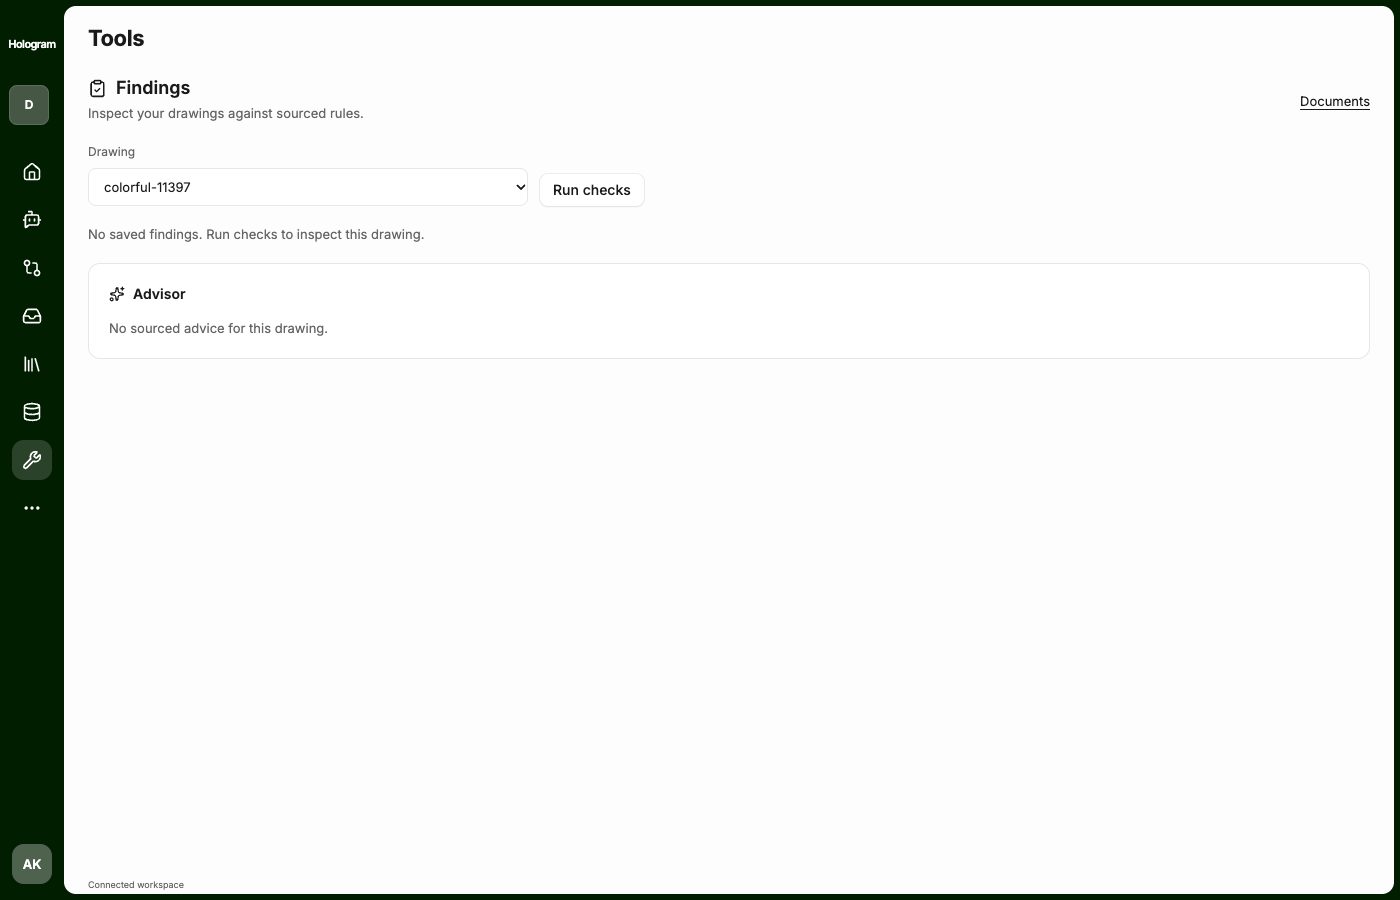 Hologram
D
AK
Tools
Findings
Inspect your drawings against sourced rules.
Documents
Drawing
colorful-11397
Run checks
No saved findings. Run checks to inspect this drawing.
Advisor
No sourced advice for this drawing.
Connected workspace